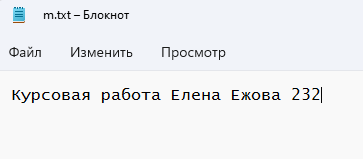 m.txt – Блокнот
Файл Изменить Просмотр
Курсовая работа Елена Ежова 232